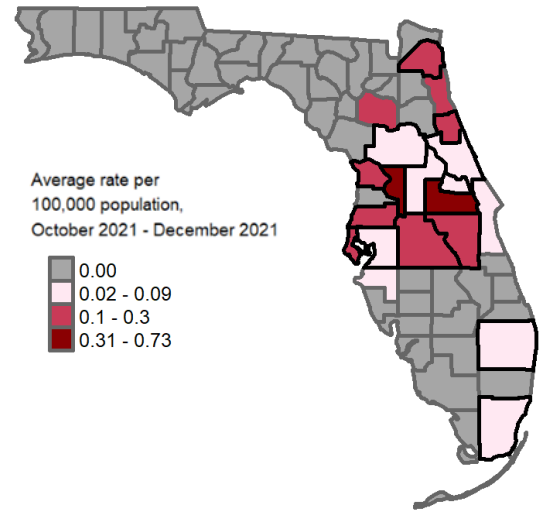 Average rate per
100,000 population,
October 2021 - December 2021
0.00
0.02 - 0.09
0.1 - 0.3
0.31 - 0.73